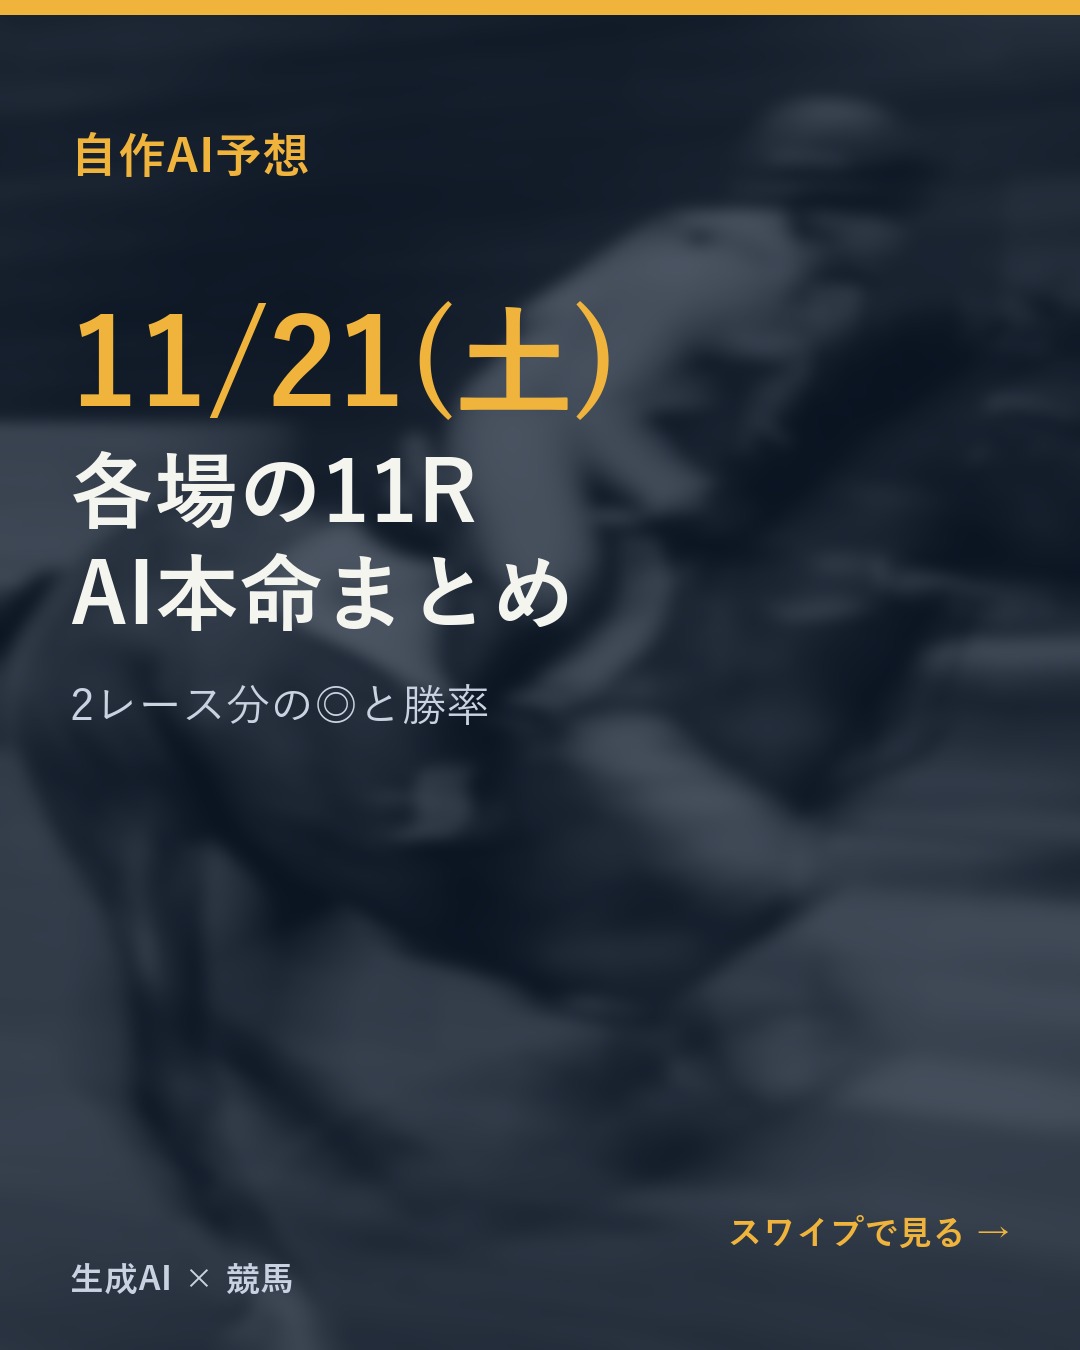 自作AI予想
11/21(土)
各場の11R
AI本命まとめ
2レース分の◎と勝率
スワイプで見る →
生成AI × 競馬